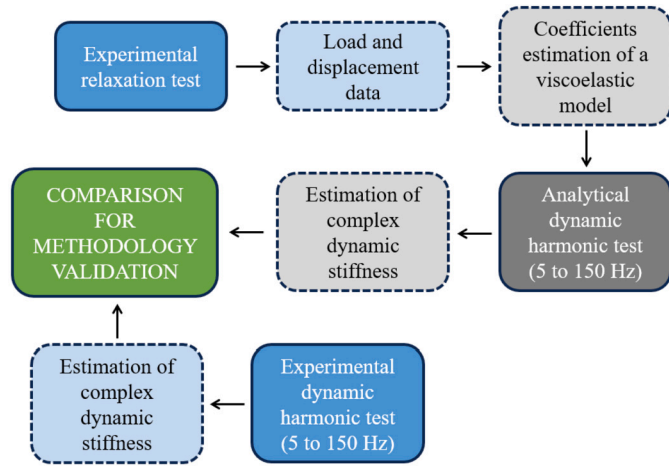 Experimental
relaxation test
Load and
displacement
data
Coefficients
estimation of a
viscoelastic
model
Analytical
dynamic
harmonic test
(5 to 150 Hz)
Estimation of
complex
dynamic
stiffness
COMPARISON
FOR
METHODOLOGY
VALIDATION
Experimental
dynamic
harmonic test
(5 to 150 Hz)
Estimation of
complex
dynamic
stiffness